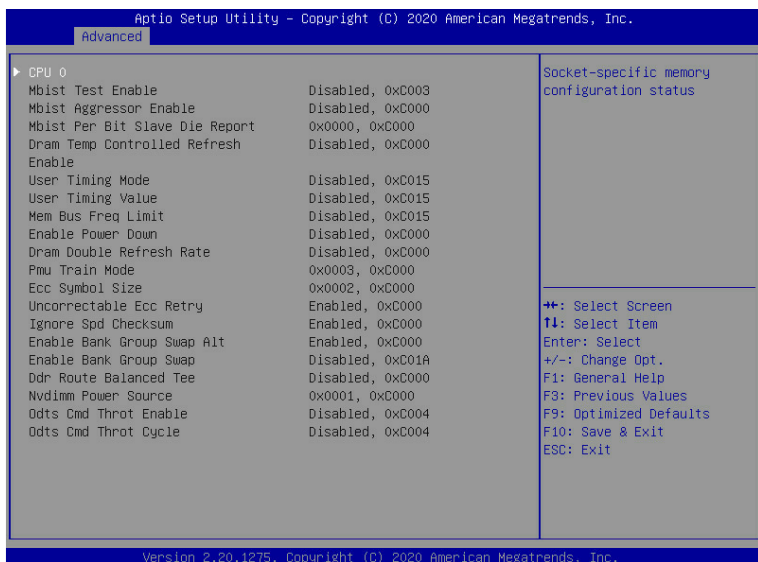 Aptio Setup Utility – Copyright (C) 2020 American Megatrends, Inc.
Advanced
▶ CPU 0
Mbist Test Enable Disabled, 0xC003
Mbist Aggressor Enable Disabled, 0xC000
Mbist Per Bit Slave Die Report 0x0000, 0xC000
Dram Temp Controlled Refresh Disabled, 0xC000
Enable
User Timing Mode Disabled, 0xC015
User Timing Value Disabled, 0xC015
Mem Bus Freq Limit Disabled, 0xC015
Enable Power Down Disabled, 0xC000
Dram Double Refresh Rate Disabled, 0xC000
Pmu Train Mode 0x0003, 0xC000
Ecc Symbol Size 0x0002, 0xC000
Uncorrectable Ecc Retry Enabled, 0xC000
Ignore Spd Checksum Enabled, 0xC000
Enable Bank Group Swap Alt Enabled, 0xC000
Enable Bank Group Swap Disabled, 0xC01A
Ddr Route Balanced Tee Disabled, 0xC000
Nvdimm Power Source 0x0001, 0xC000
Odts Cmd Throt Enable Disabled, 0xC004
Odts Cmd Throt Cycle Disabled, 0xC004
Socket-specific memory
configuration status
→←: Select Screen
↑↓: Select Item
Enter: Select
+/-: Change Opt.
F1: General Help
F3: Previous Values
F9: Optimized Defaults
F10: Save & Exit
ESC: Exit
Version 2.20.1275. Copyright (C) 2020 American Megatrends, Inc.